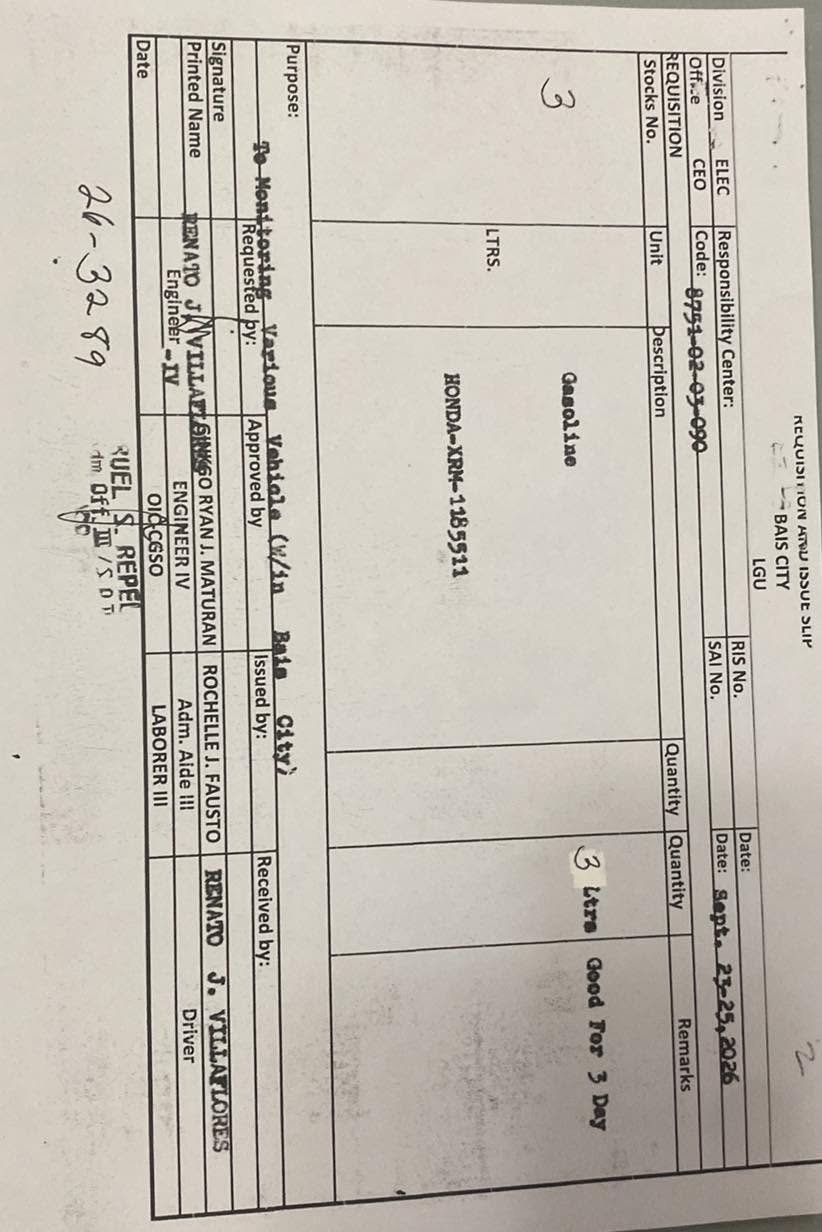 REQUISITION AND ISSUE SLIP
BAIS CITY
LGU
2
Division ELEC Responsibility Center: RIS No. Date:
Office CEO Code: 8751-02-03-090 SAI No. Date: Sept. 23-25,2026
REQUISITION
Stocks No. Unit Description Quantity Quantity Remarks
3 Gasoline 3 Ltrs Good For 3 Day
LTRS.
HONDA-XRM-1185511
Purpose: To Monitoring Various Vehicle (w/in Bais City)
Requested by: Approved by Issued by: Received by:
Signature
Printed Name RENATO J. VILLAFLORES GINKGO RYAN J. MATURAN ROCHELLE J. FAUSTO RENATO J. VILLAFLORES
Engineer -IV ENGINEER IV Adm. Aide III Driver
OIC-CGSO LABORER III
Date
26-3289
RUEL S. REPEL
Off. III